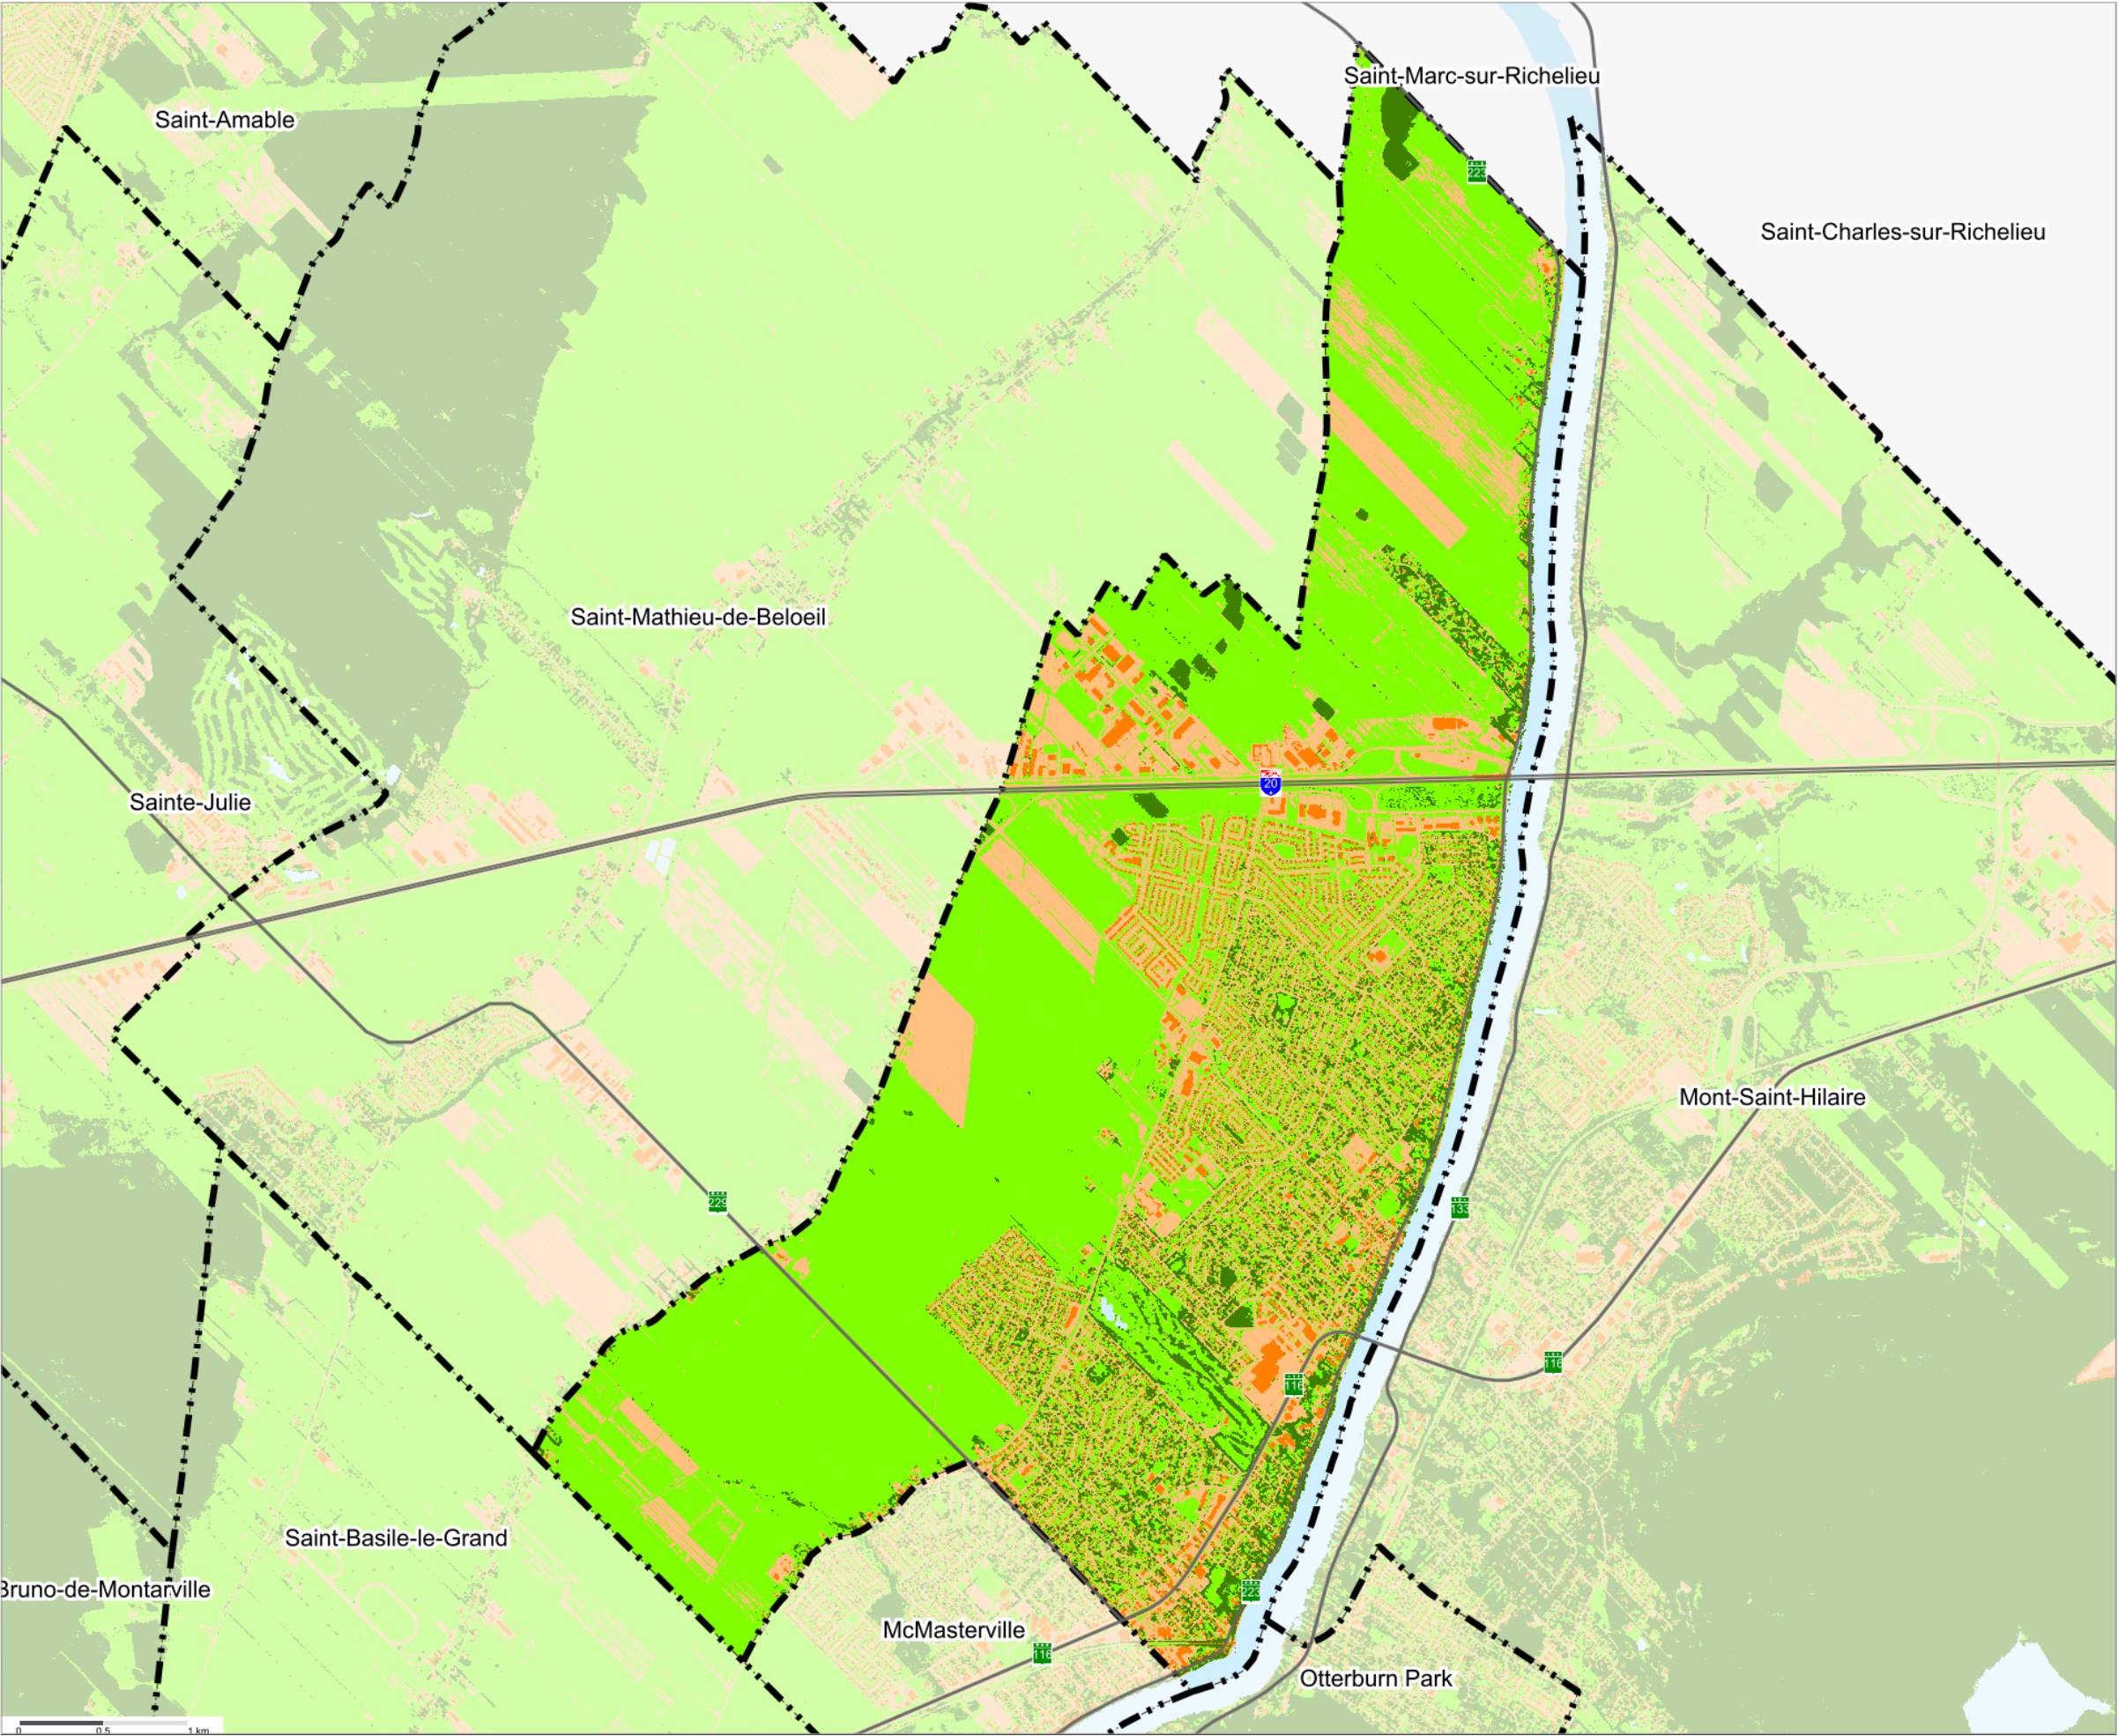 Saint-Marc-sur-Richelieu
Saint-Amable
223
Saint-Charles-sur-Richelieu
Saint-Mathieu-de-Beloeil
20
Sainte-Julie
Mont-Saint-Hilaire
229
133
116
116
Saint-Basile-le-Grand
Bruno-de-Montarville
223
McMasterville
116
Otterburn Park
0 0.5 1 km